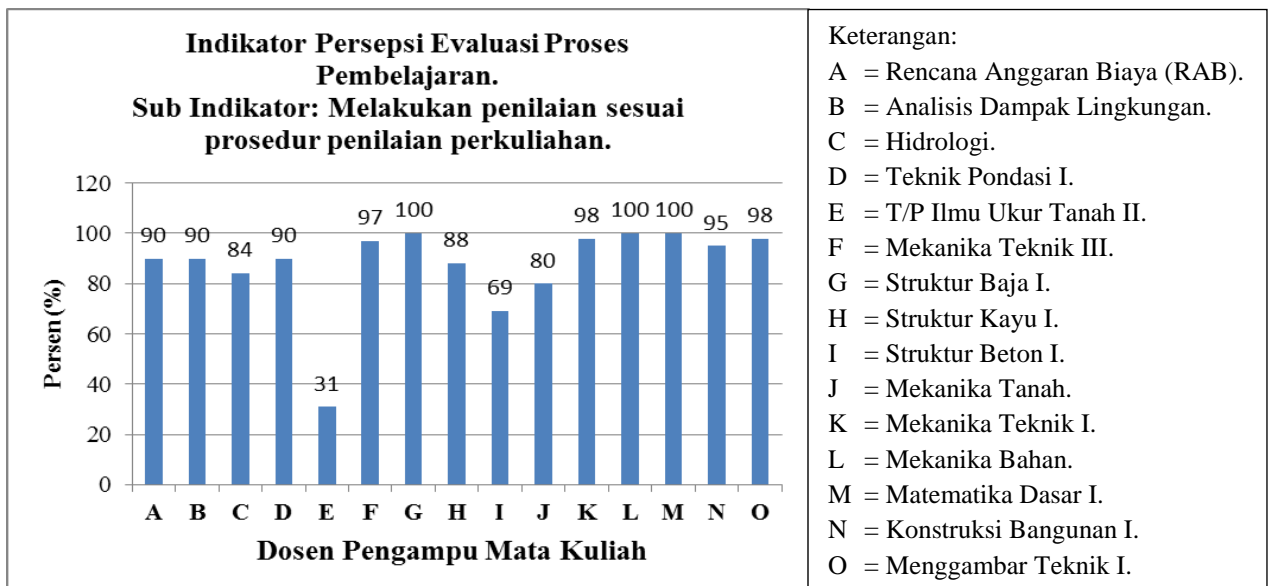 Indikator Persepsi Evaluasi Proses
Pembelajaran.
Sub Indikator: Melakukan penilaian sesuai
prosedur penilaian perkuliahan.
Persen (%)
120
100
80
60
40
20
0
90
90
84
90
31
97
100
88
69
80
98
100
100
95
98
A B C D E F G H I J K L M N O
Dosen Pengampu Mata Kuliah
Keterangan:
A = Rencana Anggaran Biaya (RAB).
B = Analisis Dampak Lingkungan.
C = Hidrologi.
D = Teknik Pondasi I.
E = T/P Ilmu Ukur Tanah II.
F = Mekanika Teknik III.
G = Struktur Baja I.
H = Struktur Kayu I.
I = Struktur Beton I.
J = Mekanika Tanah.
K = Mekanika Teknik I.
L = Mekanika Bahan.
M = Matematika Dasar I.
N = Konstruksi Bangunan I.
O = Menggambar Teknik I.